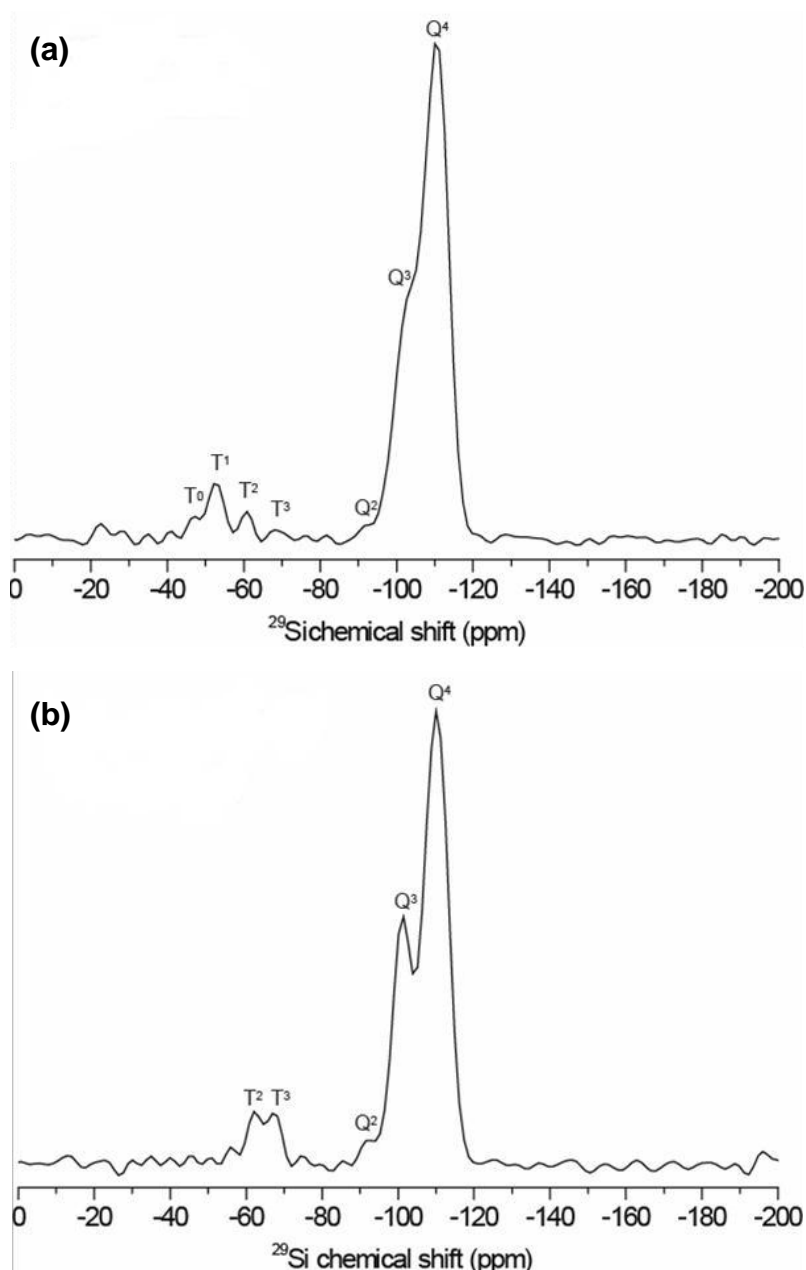 (a)
Q⁴
Q³
T¹
T⁰ T² T³ Q²
0 -20 -40 -60 -80 -100 -120 -140 -160 -180 -200
²⁹Sichemical shift (ppm)
(b)
Q⁴
Q³
T² T³ Q²
0 -20 -40 -60 -80 -100 -120 -140 -160 -180 -200
²⁹Si chemical shift (ppm)